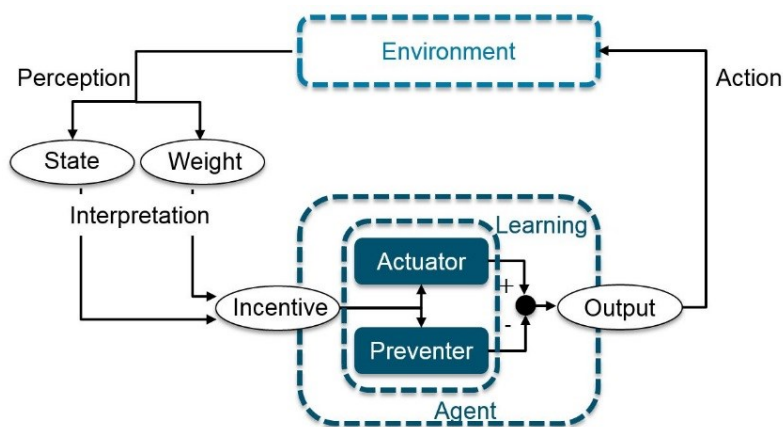 Environment
Perception
Action
State
Weight
Interpretation
Learning
Actuator
+
Incentive
Output
-
Preventer
Agent